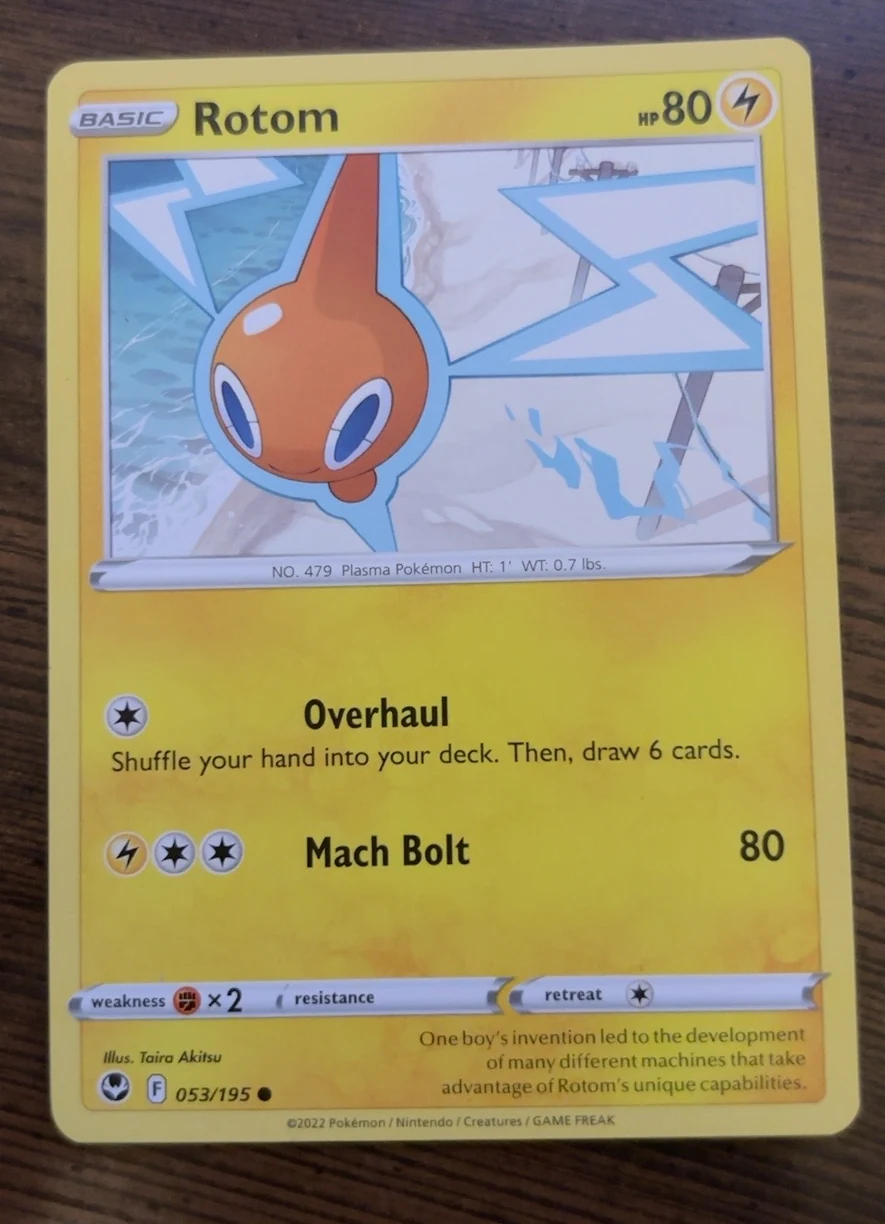 BASIC Rotom HP 80
NO. 479 Plasma Pokémon HT: 1' WT: 0.7 lbs.
Overhaul
Shuffle your hand into your deck. Then, draw 6 cards.
Mach Bolt 80
weakness ×2 resistance retreat
One boy's invention led to the development
of many different machines that take
advantage of Rotom's unique capabilities.
Illus. Taira Akitsu
F 053/195
©2022 Pokémon / Nintendo / Creatures / GAME FREAK